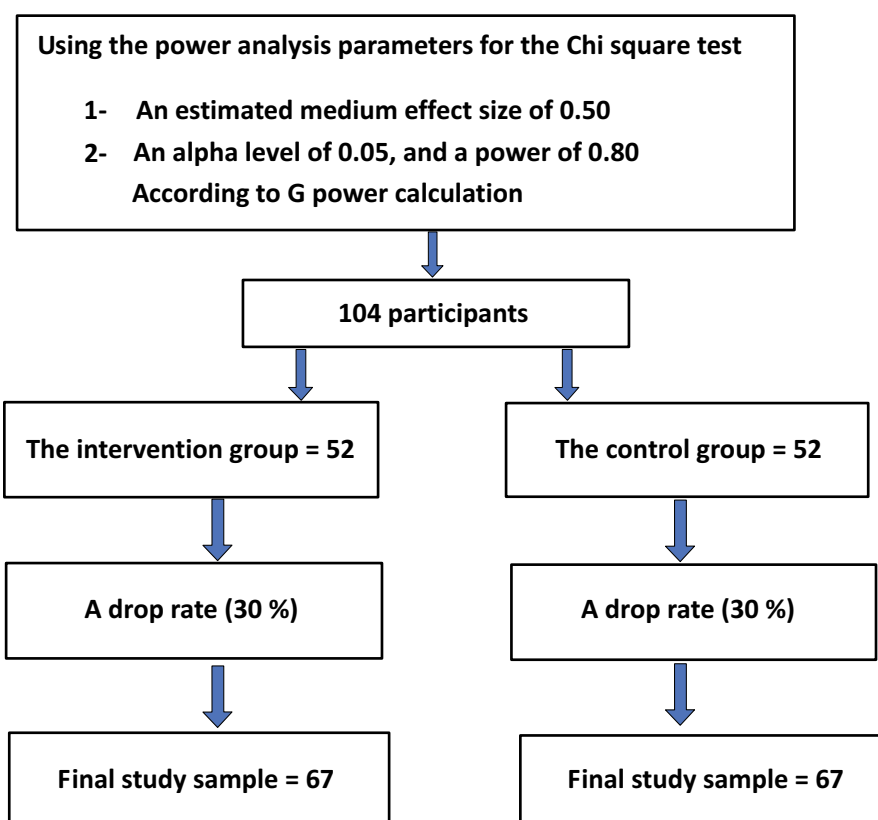 Using the power analysis parameters for the Chi square test
1- An estimated medium effect size of 0.50
2- An alpha level of 0.05, and a power of 0.80
According to G power calculation
104 participants
The intervention group = 52
The control group = 52
A drop rate (30 %)
A drop rate (30 %)
Final study sample = 67
Final study sample = 67